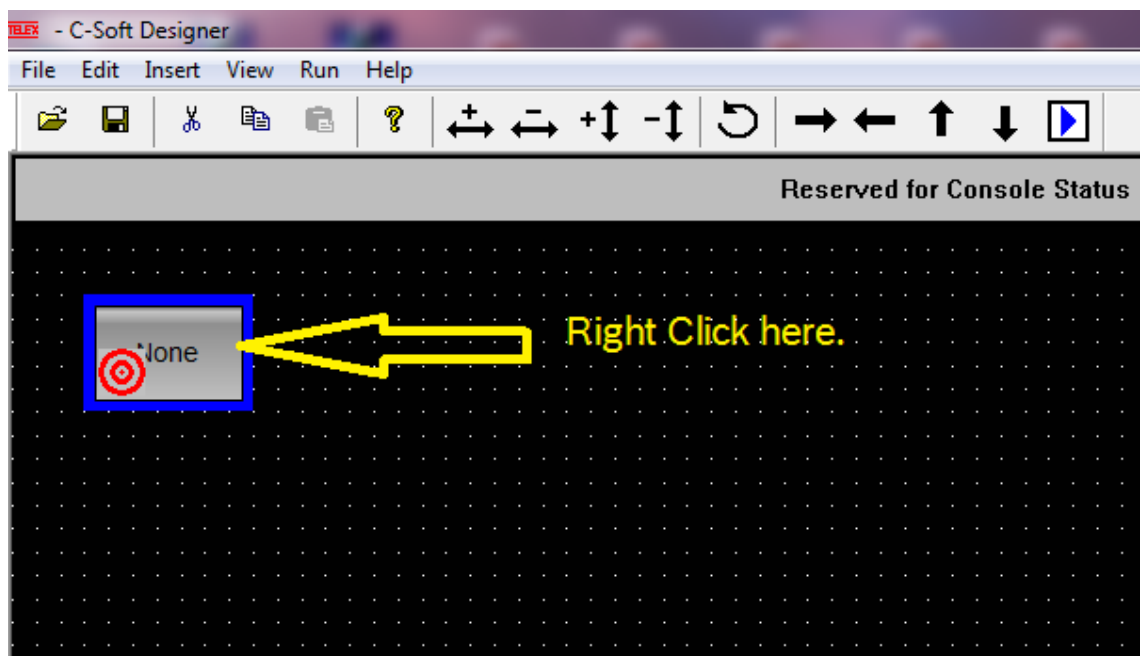 TELEX - C-Soft Designer
File Edit Insert View Run Help
Reserved for Console Status
None
Right Click here.